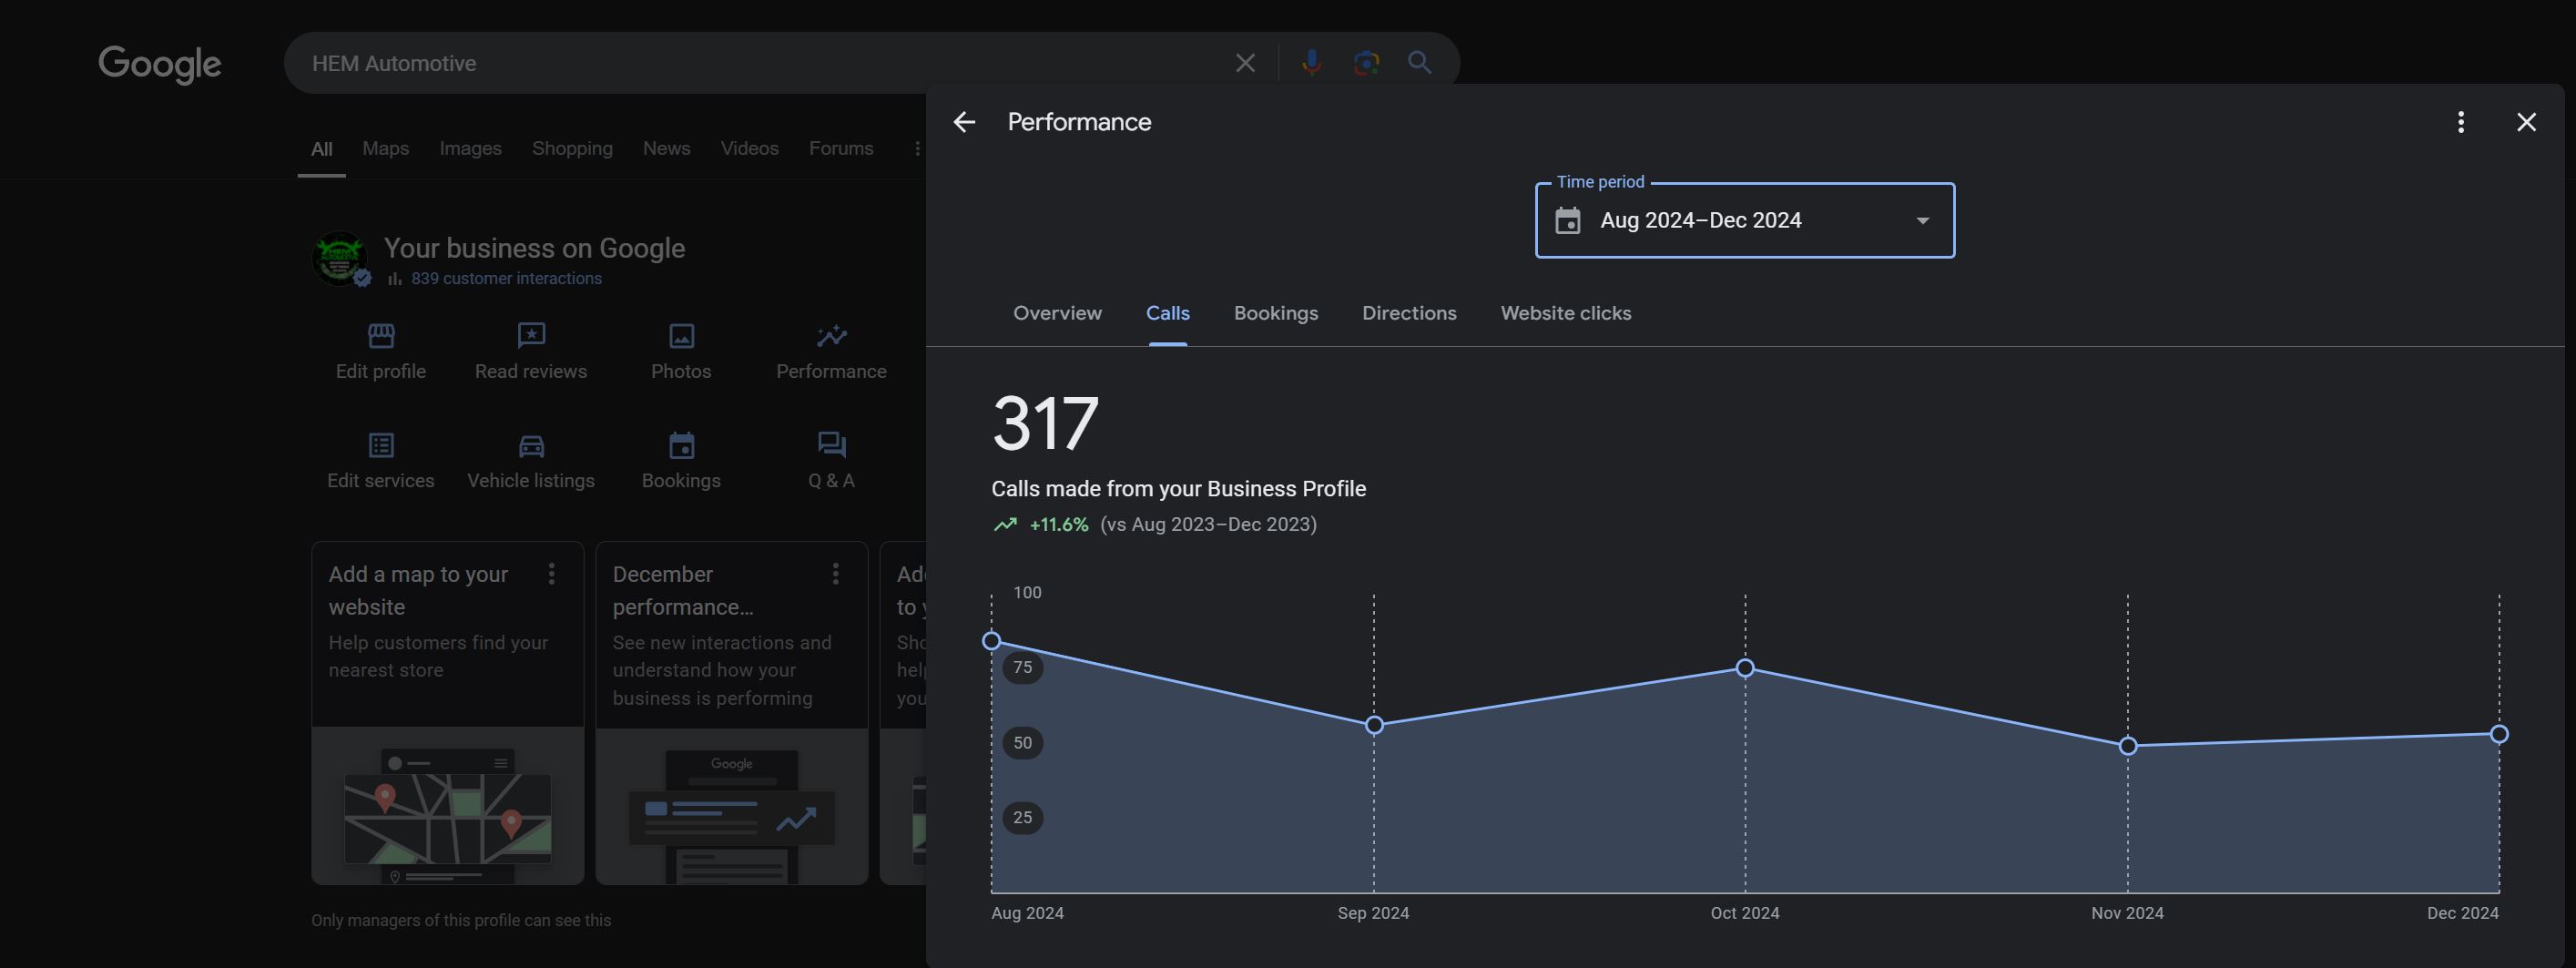 Google
HEM Automotive
All Maps Images Shopping News Videos Forums
Your business on Google
839 customer interactions
Edit profile Read reviews Photos Performance
Edit services Vehicle listings Bookings Q & A
Add a map to your
website
Help customers find your
nearest store
December
performance…
See new interactions and
understand how your
business is performing
Google
to
Only managers of this profile can see this
Performance
Time period
Aug 2024–Dec 2024
Overview Calls Bookings Directions Website clicks
317
Calls made from your Business Profile
+11.6% (vs Aug 2023–Dec 2023)
100
75
50
25
Aug 2024 Sep 2024 Oct 2024 Nov 2024 Dec 2024